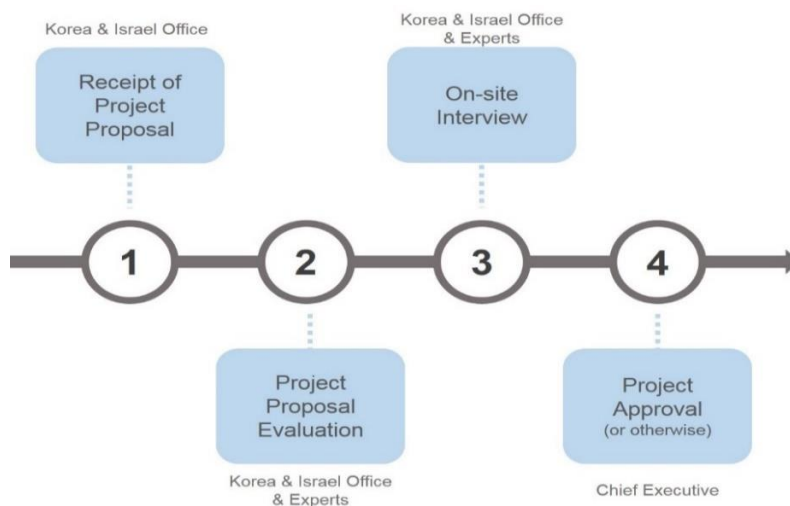 Korea & Israel Office
Receipt of
Project
Proposal
Korea & Israel Office
& Experts
On-site
Interview
1
2
3
4
Project
Proposal
Evaluation
Korea & Israel Office
& Experts
Project
Approval
(or otherwise)
Chief Executive